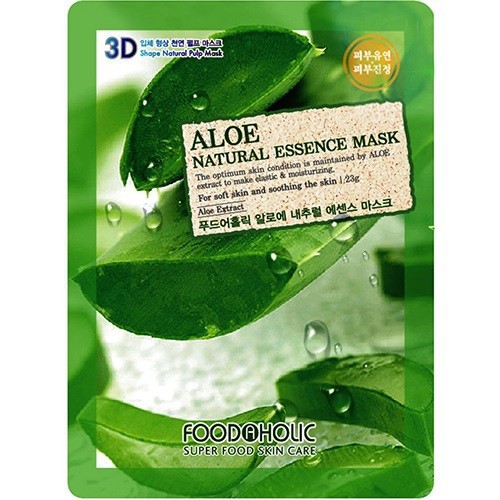 3D 입체 형상 천연 펄프 마스크
Shape Natural Pulp Mask
피부유연
피부진정
ALOE
NATURAL ESSENCE MASK
The optimum skin condition is maintained by ALOE
extract to make elastic & moisturizing,
For soft skin and soothing the skin | 23g
Aloe Extract
푸드어홀릭 알로에 내추럴 에센스 마스크
FOODAHOLIC
SUPER FOOD SKIN CARE